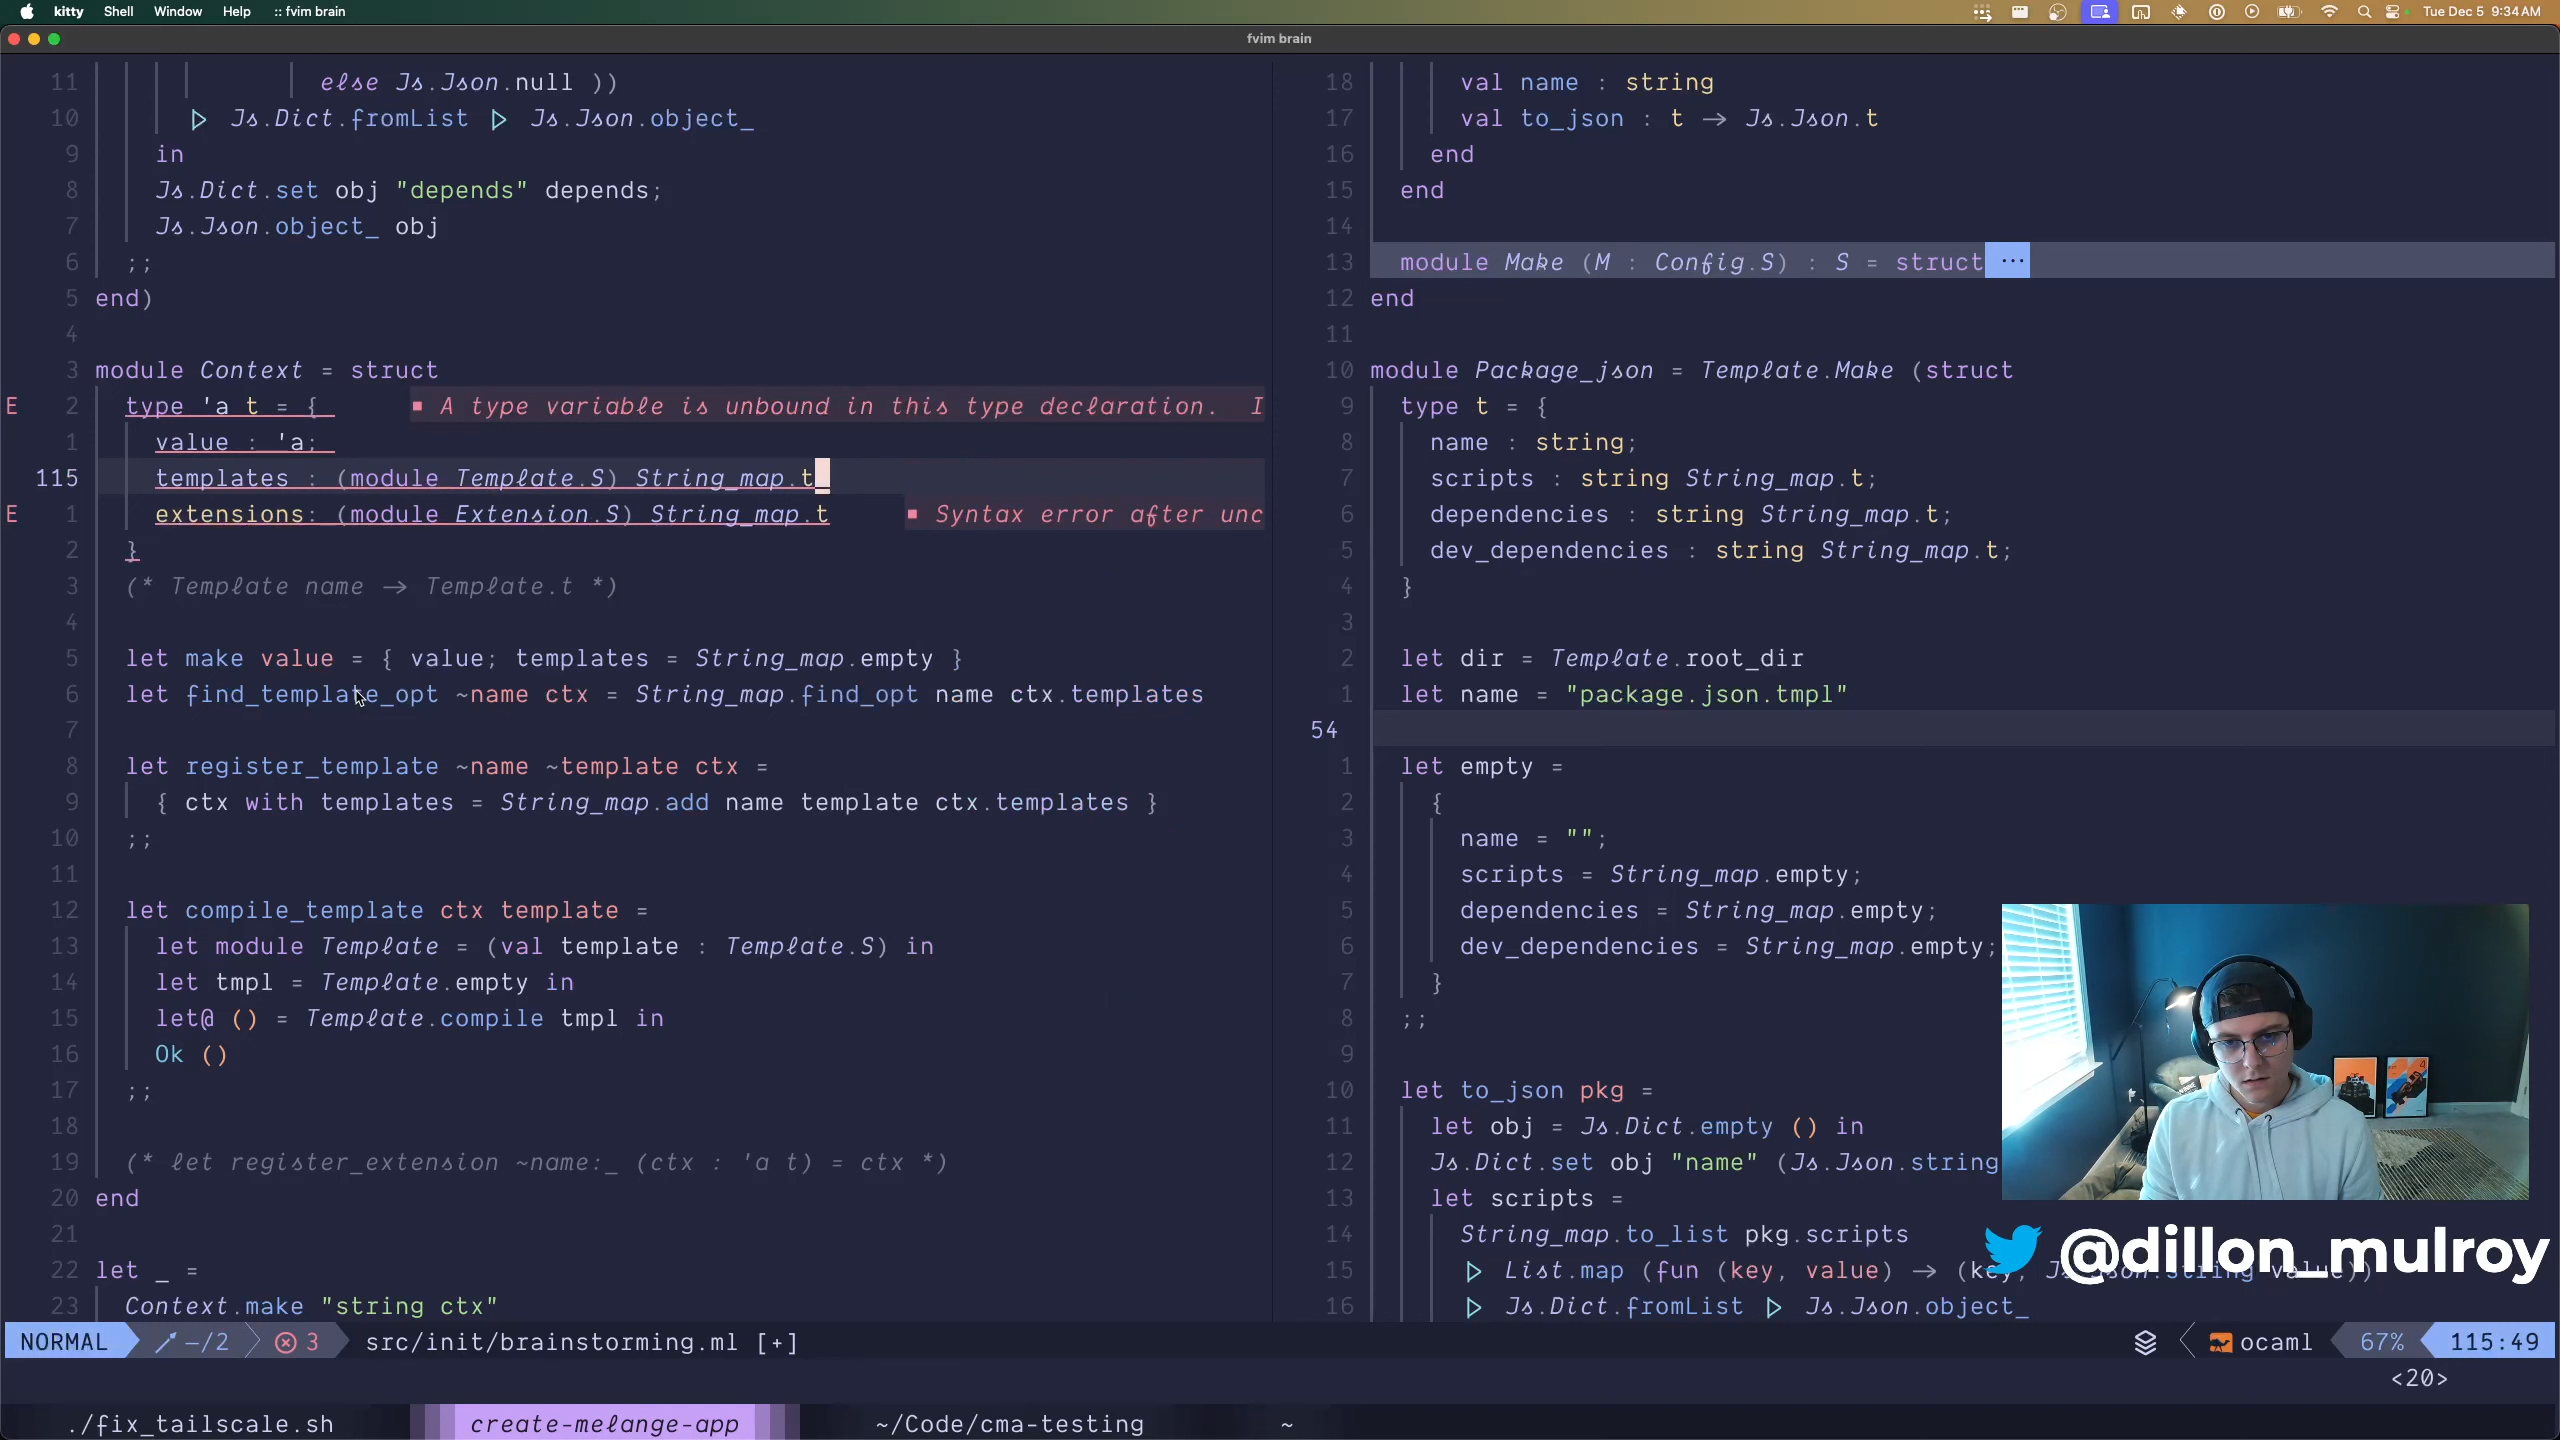 kitty Shell Window Help :: fvim brain Tue Dec 5 9:34 AM
fvim brain
11 else Js.Json.null ))
10 ▷ Js.Dict.fromList ▷ Js.Json.object_
9 in
8 Js.Dict.set obj "depends" depends;
7 Js.Json.object_ obj
6 ;;
5 end)
4
3 module Context = struct
E 2 type 'a t = { ■ A type variable is unbound in this type declaration. I
1 value : 'a;
115 templates : (module Template.S) String_map.t
E 1 extensions: (module Extension.S) String_map.t ■ Syntax error after unc
2 }
3 (* Template name → Template.t *)
4
5 let make value = { value; templates = String_map.empty }
6 let find_template_opt ~name ctx = String_map.find_opt name ctx.templates
7
8 let register_template ~name ~template ctx =
9 { ctx with templates = String_map.add name template ctx.templates }
10 ;;
11
12 let compile_template ctx template =
13 let module Template = (val template : Template.S) in
14 let tmpl = Template.empty in
15 let@ () = Template.compile tmpl in
16 Ok ()
17 ;;
18
19 (* let register_extension ~name:_ (ctx : 'a t) = ctx *)
20 end
21
22 let _ =
23 Context.make "string ctx"
18 val name : string
17 val to_json : t → Js.Json.t
16 end
15 end
14
13 module Make (M : Config.S) : S = struct ···
12 end
11
10 module Package_json = Template.Make (struct
9 type t = {
8 name : string;
7 scripts : string String_map.t;
6 dependencies : string String_map.t;
5 dev_dependencies : string String_map.t;
4 }
3
2 let dir = Template.root_dir
1 let name = "package.json.tmpl"
54
1 let empty =
2 {
3 name = "";
4 scripts = String_map.empty;
5 dependencies = String_map.empty;
6 dev_dependencies = String_map.empty;
7 }
8 ;;
9
10 let to_json pkg =
11 let obj = Js.Dict.empty () in
12 Js.Dict.set obj "name" (Js.Json.string
13 let scripts =
14 String_map.to_list pkg.scripts
15 ▷ List.map (fun (key, value) → (key, Js.Json.string value))
16 ▷ Js.Dict.fromList ▷ Js.Json.object_
@dillon_mulroy
NORMAL –/2 3 src/init/brainstorming.ml [+] ocaml 67% 115:49
<20>
./fix_tailscale.sh create-melange-app ~/Code/cma-testing ~